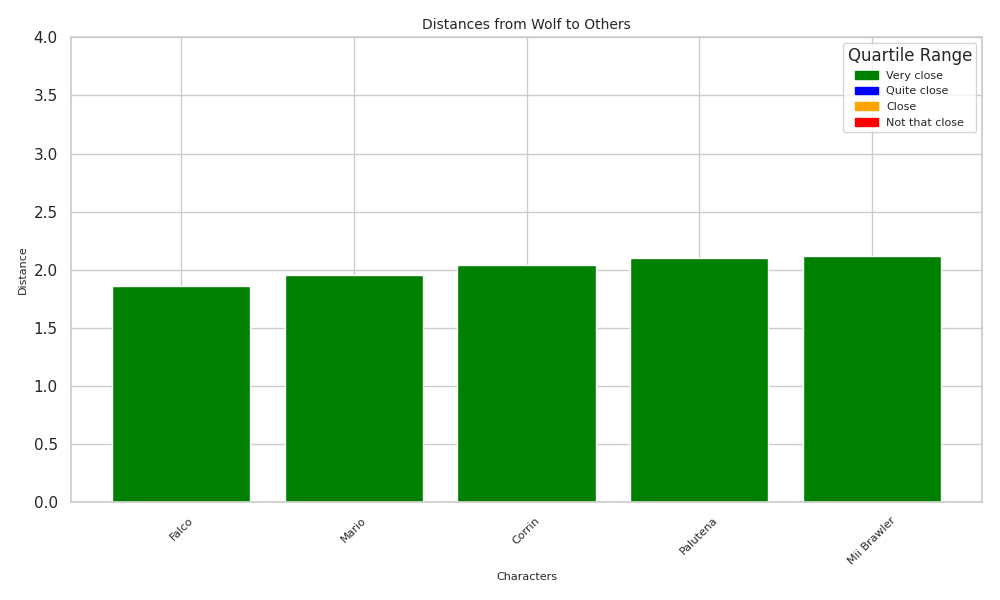 Distances from Wolf to Others
4.0
3.5
3.0
2.5
2.0
1.5
1.0
0.5
0.0
Distance
Quartile Range
Very close
Quite close
Close
Not that close
Falco
Mario
Corrin
Palutena
Mii Brawler
Characters